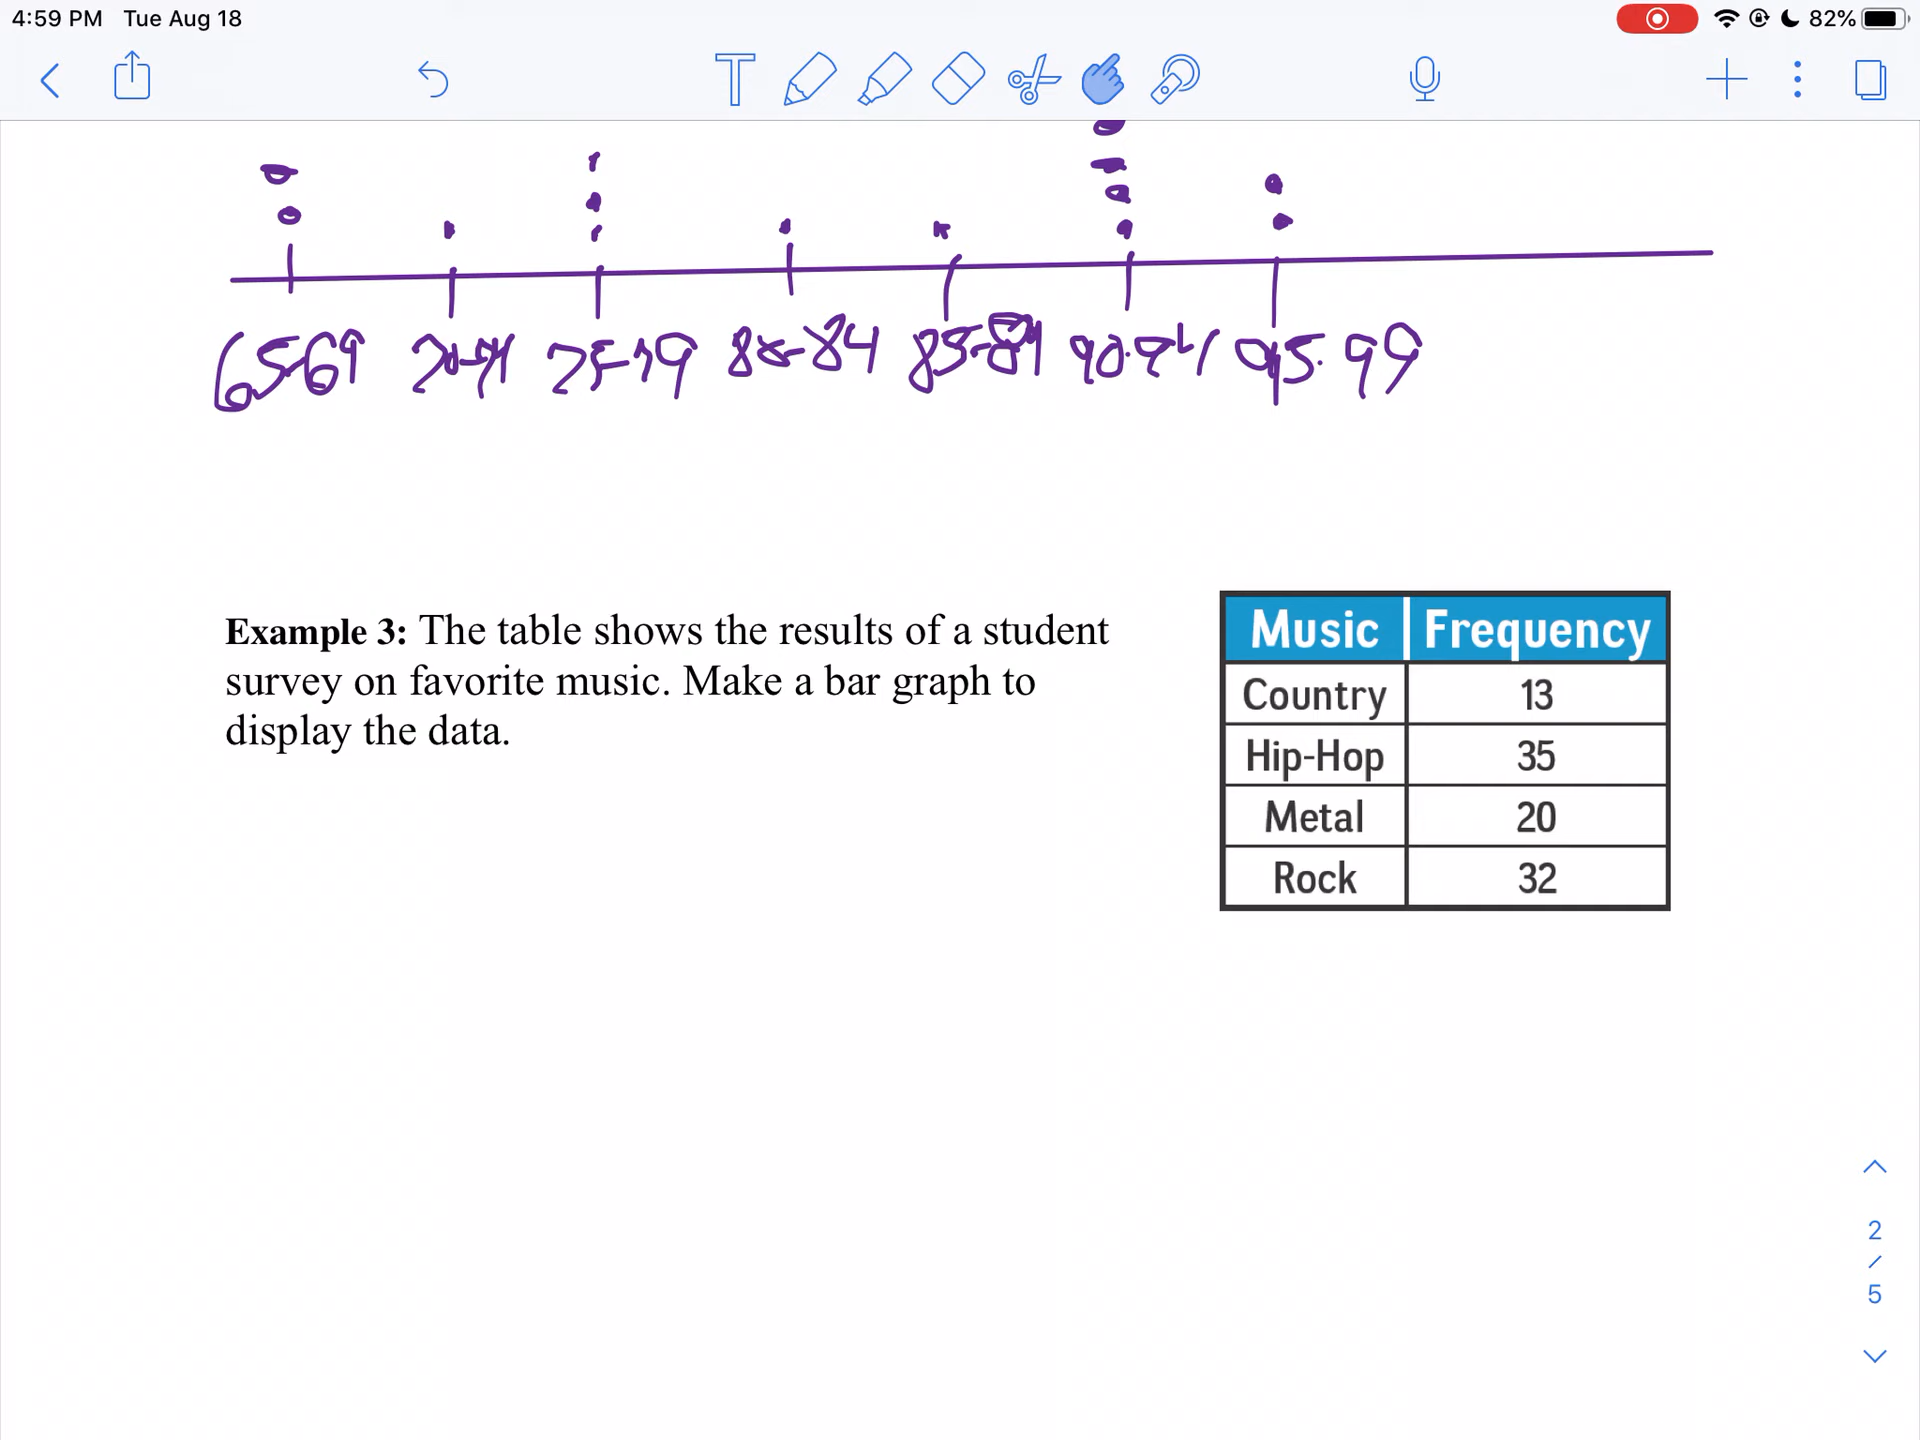 4:59 PM Tue Aug 18 82%
65-69 70-74 75-79 80-84 85-89 90-94 95-99
Example 3: The table shows the results of a student
survey on favorite music. Make a bar graph to
display the data.
Music Frequency
Country 13
Hip-Hop 35
Metal 20
Rock 32
2
/
5